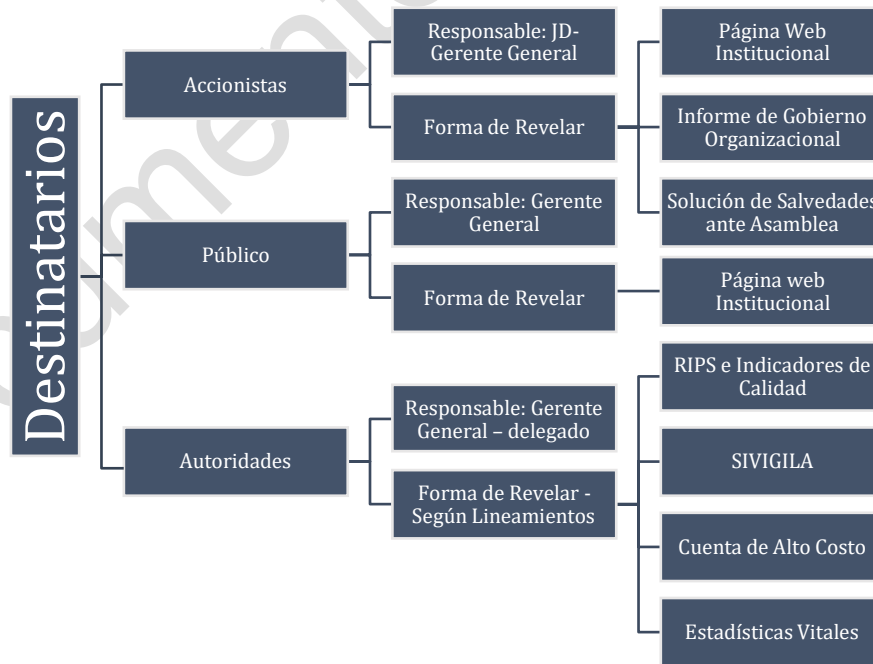 Destinatarios
Accionistas
Responsable: JD-
Gerente General
Forma de Revelar
Página Web
Institucional
Informe de Gobierno
Organizacional
Solución de Salvedades
ante Asamblea
Público
Responsable: Gerente
General
Forma de Revelar
Página web
Institucional
Autoridades
Responsable: Gerente
General – delegado
Forma de Revelar -
Según Lineamientos
RIPS e Indicadores de
Calidad
SIVIGILA
Cuenta de Alto Costo
Estadísticas Vitales